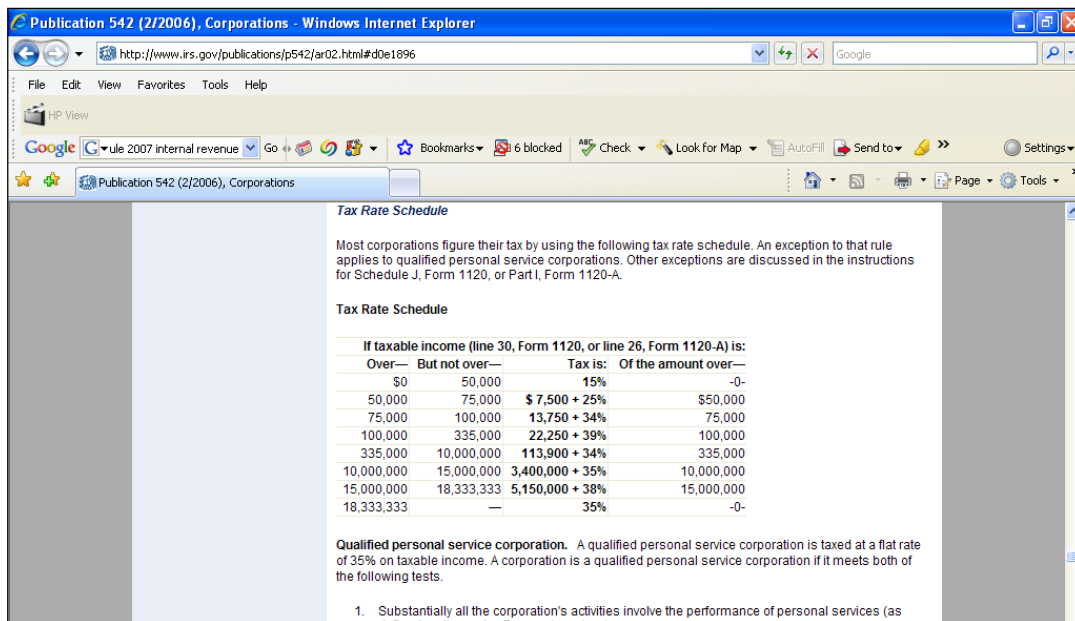 Publication 542 (2/2006), Corporations - Windows Internet Explorer
http://www.irs.gov/publications/p542/ar02.html#d0e1896
Google
File Edit View Favorites Tools Help
HP View
Google G ule 2007 internal revenue Go Bookmarks 6 blocked ABC Check Look for Map AutoFill Send to » Settings
Publication 542 (2/2006), Corporations Page Tools
Tax Rate Schedule
Most corporations figure their tax by using the following tax rate schedule. An exception to that rule
applies to qualified personal service corporations. Other exceptions are discussed in the instructions
for Schedule J, Form 1120, or Part I, Form 1120-A.
Tax Rate Schedule
If taxable income (line 30, Form 1120, or line 26, Form 1120-A) is:
Over— But not over— Tax is: Of the amount over—
$0 50,000 15% -0-
50,000 75,000 $ 7,500 + 25% $50,000
75,000 100,000 13,750 + 34% 75,000
100,000 335,000 22,250 + 39% 100,000
335,000 10,000,000 113,900 + 34% 335,000
10,000,000 15,000,000 3,400,000 + 35% 10,000,000
15,000,000 18,333,333 5,150,000 + 38% 15,000,000
18,333,333 — 35% -0-
Qualified personal service corporation. A qualified personal service corporation is taxed at a flat rate
of 35% on taxable income. A corporation is a qualified personal service corporation if it meets both of
the following tests.
1. Substantially all the corporation's activities involve the performance of personal services (as